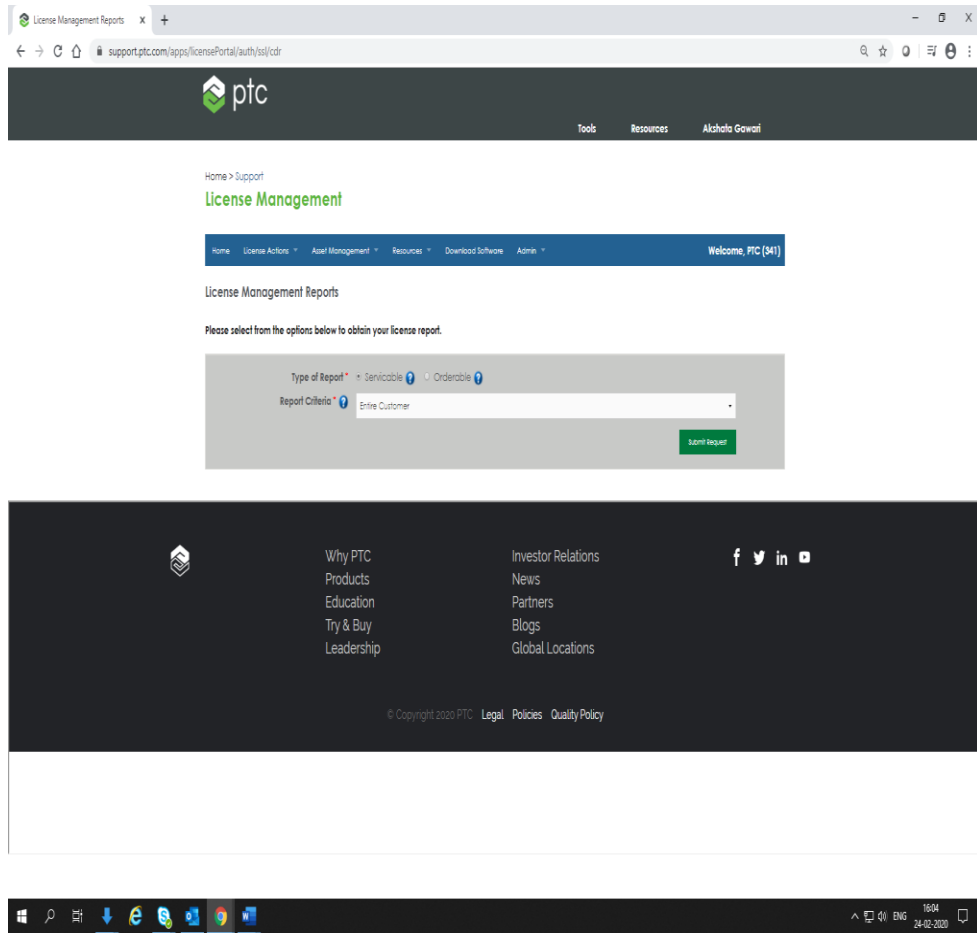 License Management Reports
support.ptc.com/apps/licensePortal/auth/ssl/cdr
ptc
Tools Resources Akshata Gawari
Home > Support
License Management
Home License Actions Asset Management Resources Download Software Admin Welcome, PTC (341)
License Management Reports
Please select from the options below to obtain your license report.
Type of Report * Servicable ? Orderable ?
Report Criteria * ? Entire Customer
Submit Request
Why PTC Investor Relations
Products News
Education Partners
Try & Buy Blogs
Leadership Global Locations
© Copyright 2020 PTC Legal Policies Quality Policy
ENG 16:04
24-02-2020